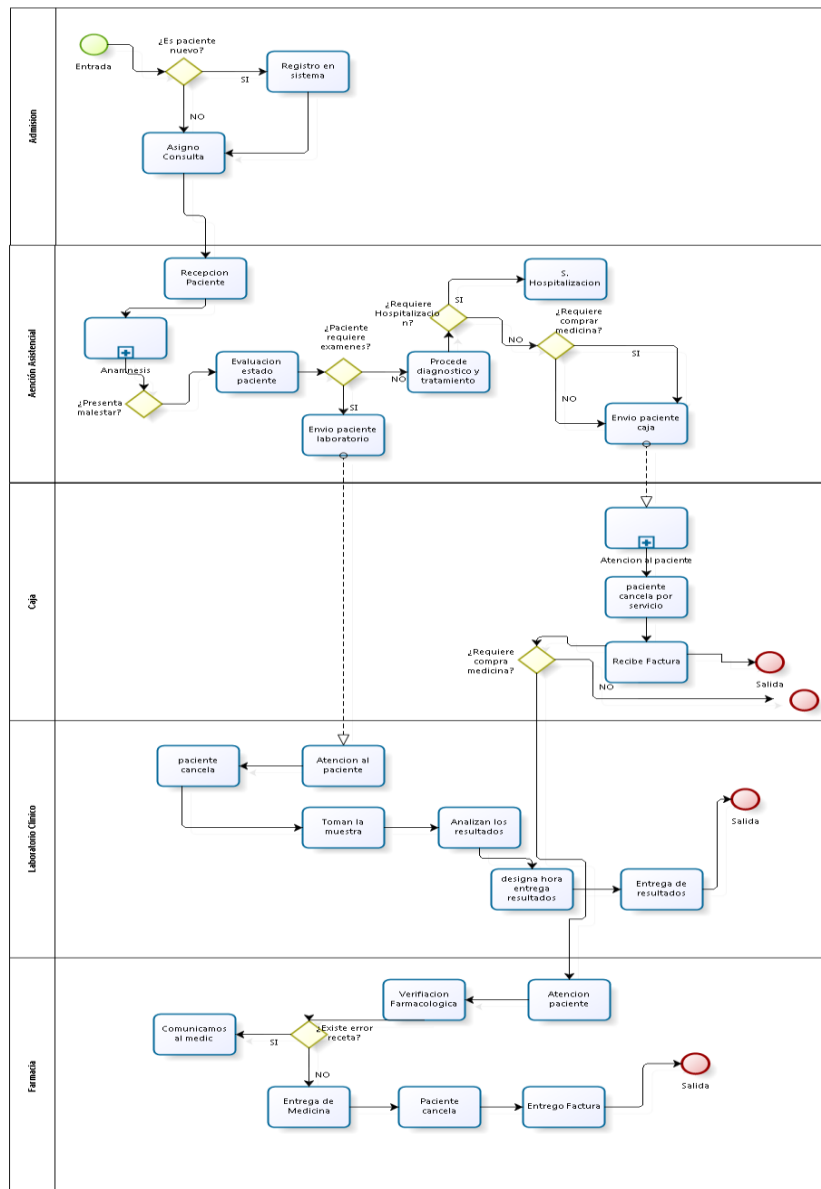 Admision
Entrada
¿Es paciente
nuevo?
SI
Registro en
sistema
NO
Asigno
Consulta
Atención Asistencial
Recepcion
Paciente
Anamnesis
¿Presenta
malestar?
Evaluacion
estado
paciente
¿Paciente
requiere
examenes?
NO
SI
Envio paciente
laboratorio
Procede
diagnostico y
tratamiento
¿Requiere
Hospitalizacio
n?
SI
S.
Hospitalizacion
NO
¿Requiere
comprar
medicina?
SI
NO
Envio paciente
caja
Caja
Atencion al paciente
paciente
cancela por
servicio
Recibe Factura
¿Requiere
compra
medicina?
NO
Salida
Laboratorio Clinico
Atencion al
paciente
paciente
cancela
Toman la
muestra
Analizan los
resultados
designa hora
entrega
resultados
Entrega de
resultados
Salida
Farmacia
Atencion
paciente
Verifiacion
Farmacologica
¿Existe error
receta?
SI
Comunicamos
al medic
NO
Entrega de
Medicina
Paciente
cancela
Entrego Factura
Salida